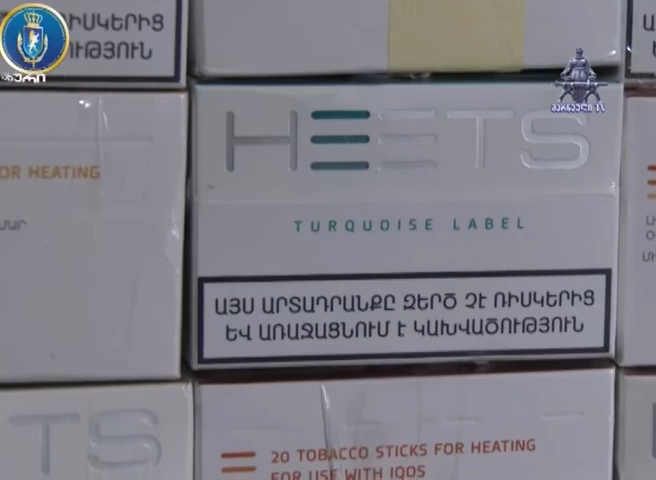 ՌԻՍԿԵՐԻՑ
HEETS
OR HEATING
TURQUOISE LABEL
ԱՅՍ ԱՐՏԱԴՐԱՆՔԸ ԶԵՐԾ ՉԷ ՌԻՍԿԵՐԻՑ
ԵՎ ԱՌԱՋԱՑՆՈՒՄ Է ԿԱԽՎԱԾՈՒԹՅՈՒՆ
TS
20 TOBACCO STICKS FOR HEATING
FOR USE WITH IQOS